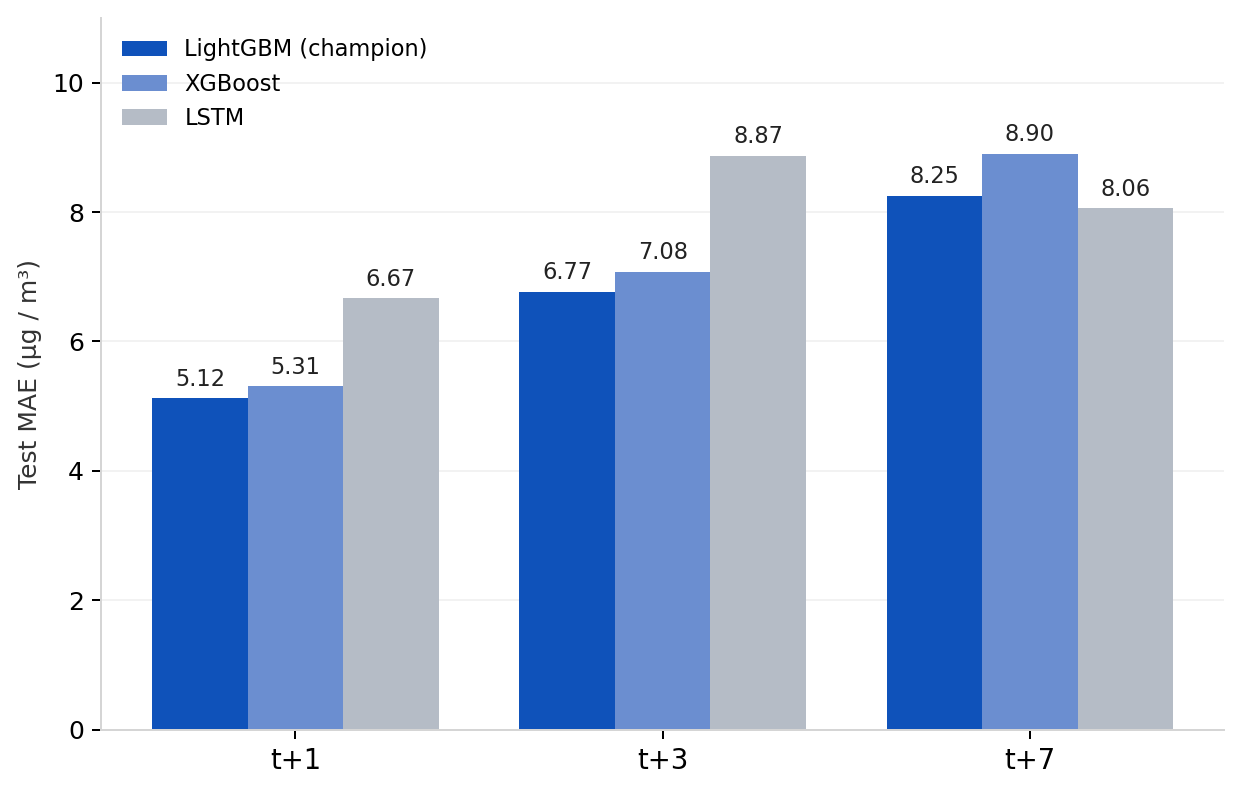 LightGBM (champion)
XGBoost
LSTM
Test MAE (µg / m³)
10
8
6
4
2
0
5.12
5.31
6.67
6.77
7.08
8.87
8.25
8.90
8.06
t+1
t+3
t+7